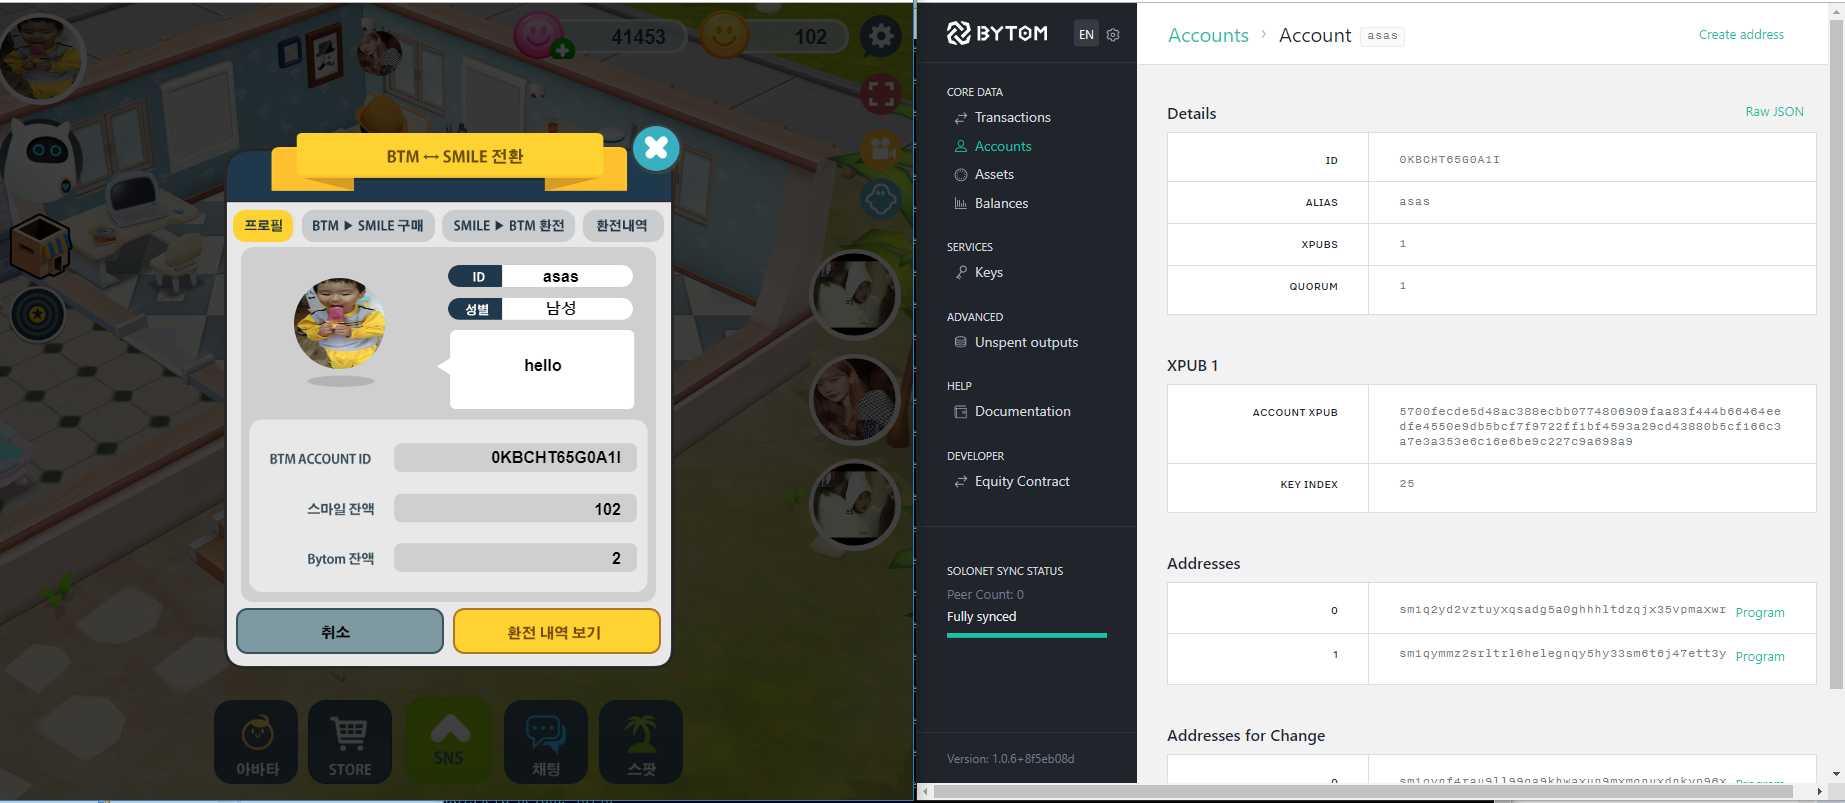 41453
102
BTM ↔ SMILE 전환
프로필
BTM ▶ SMILE 구매
SMILE ▶ BTM 환전
환전내역
ID
asas
성별
남성
hello
BTM ACCOUNT ID
0KBCHT65G0A1I
스마일 잔액
102
Bytom 잔액
2
취소
환전 내역 보기
아바타
STORE
SNS
채팅
스팟
BYTOM
EN
CORE DATA
Transactions
Accounts
Assets
Balances
SERVICES
Keys
ADVANCED
Unspent outputs
HELP
Documentation
DEVELOPER
Equity Contract
SOLONET SYNC STATUS
Peer Count: 0
Fully synced
Version: 1.0.6+8f5eb08d
Accounts › Account asas
Create address
Details
Raw JSON
ID
0KBCHT65G0A1I
ALIAS
asas
XPUBS
1
QUORUM
1
XPUB 1
ACCOUNT XPUB
5700fecde5d48ac388ecbb0774806909faa83f444b66464ee
dfe4550e9db5bcf7f9722ff1bf4593a29cd43880b5cf166c3
a7e3a353e6c16e6be9c227c9a698a9
KEY INDEX
25
Addresses
0
sm1q2yd2vztuyxqsadg5a0ghhhltdzqjx35vpmaxwr
Program
1
sm1qymmz2srltrl6helegnqy5hy33sm6t6j47ett3y
Program
Addresses for Change
0
Program